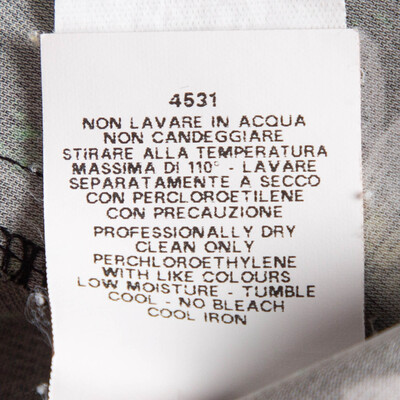 4531
NON LAVARE IN ACQUA
NON CANDEGGIARE
STIRARE ALLA TEMPERATURA
MASSIMA DI 110° - LAVARE
SEPARATAMENTE A SECCO
CON PERCLOROETILENE
CON PRECAUZIONE
PROFESSIONALLY DRY
CLEAN ONLY
PERCHLOROETHYLENE
WITH LIKE COLOURS
LOW MOISTURE - TUMBLE
COOL - NO BLEACH
COOL IRON